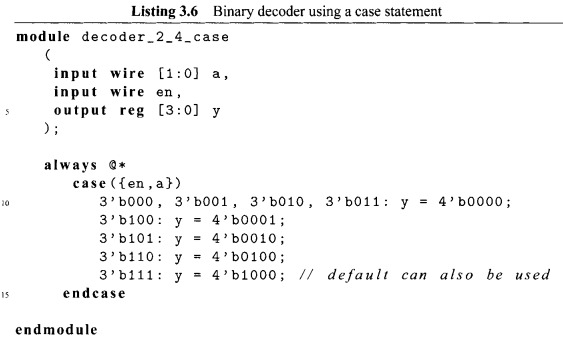 Listing 3.6 Binary decoder using a case statement
module decoder_2_4_case
(
input wire [1:0] a,
input wire en,
5 output reg [3:0] y
);
always @*
case({en,a})
10 3'b000, 3'b001, 3'b010, 3'b011: y = 4'b0000;
3'b100: y = 4'b0001;
3'b101: y = 4'b0010;
3'b110: y = 4'b0100;
3'b111: y = 4'b1000; // default can also be used
15 endcase
endmodule